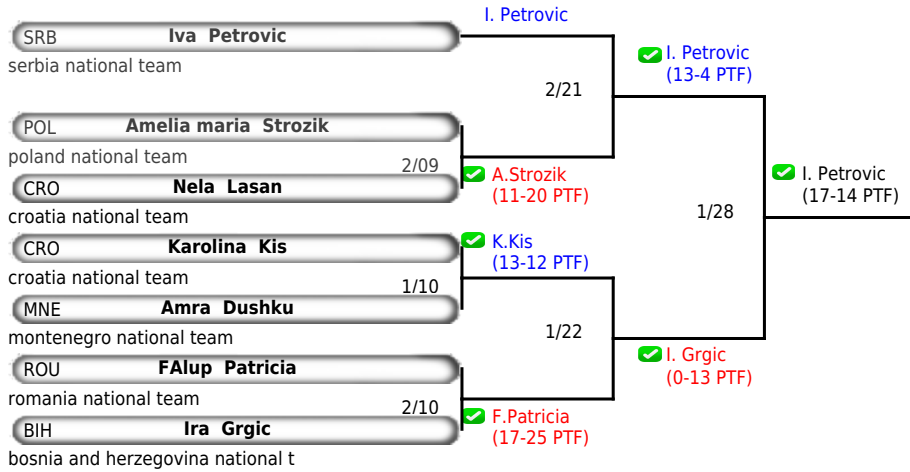 I. Petrovic
SRB Iva Petrovic
serbia national team
I. Petrovic
(13-4 PTF)
2/21
POL Amelia maria Strozik
poland national team
2/09
A.Strozik
(11-20 PTF)
CRO Nela Lasan
croatia national team
I. Petrovic
(17-14 PTF)
1/28
CRO Karolina Kis
croatia national team
K.Kis
(13-12 PTF)
1/10
MNE Amra Dushku
montenegro national team
1/22
ROU FAlup Patricia
romania national team
I. Grgic
(0-13 PTF)
2/10
F.Patricia
(17-25 PTF)
BIH Ira Grgic
bosnia and herzegovina national t